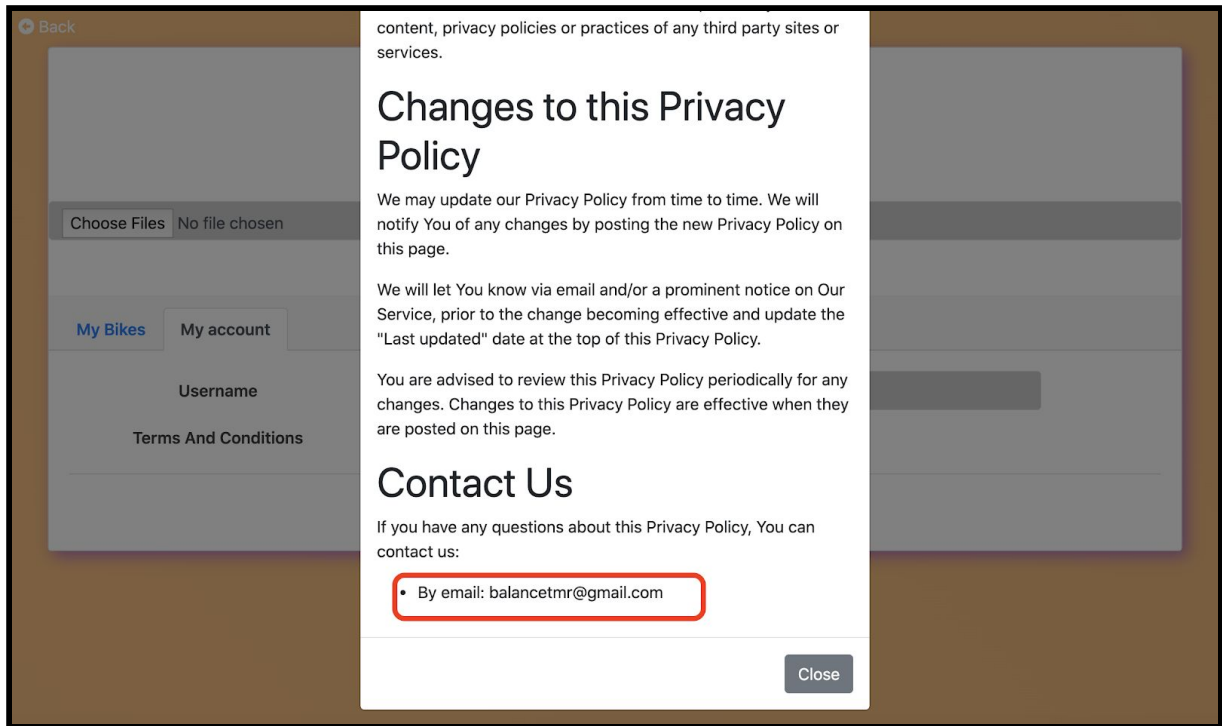 Back
content, privacy policies or practices of any third party sites or
services.
Changes to this Privacy
Policy
We may update our Privacy Policy from time to time. We will
notify You of any changes by posting the new Privacy Policy on
this page.
We will let You know via email and/or a prominent notice on Our
Service, prior to the change becoming effective and update the
"Last updated" date at the top of this Privacy Policy.
You are advised to review this Privacy Policy periodically for any
changes. Changes to this Privacy Policy are effective when they
are posted on this page.
Contact Us
If you have any questions about this Privacy Policy, You can
contact us:
• By email: balancetmr@gmail.com
Close
Choose Files No file chosen
My Bikes My account
Username
Terms And Conditions